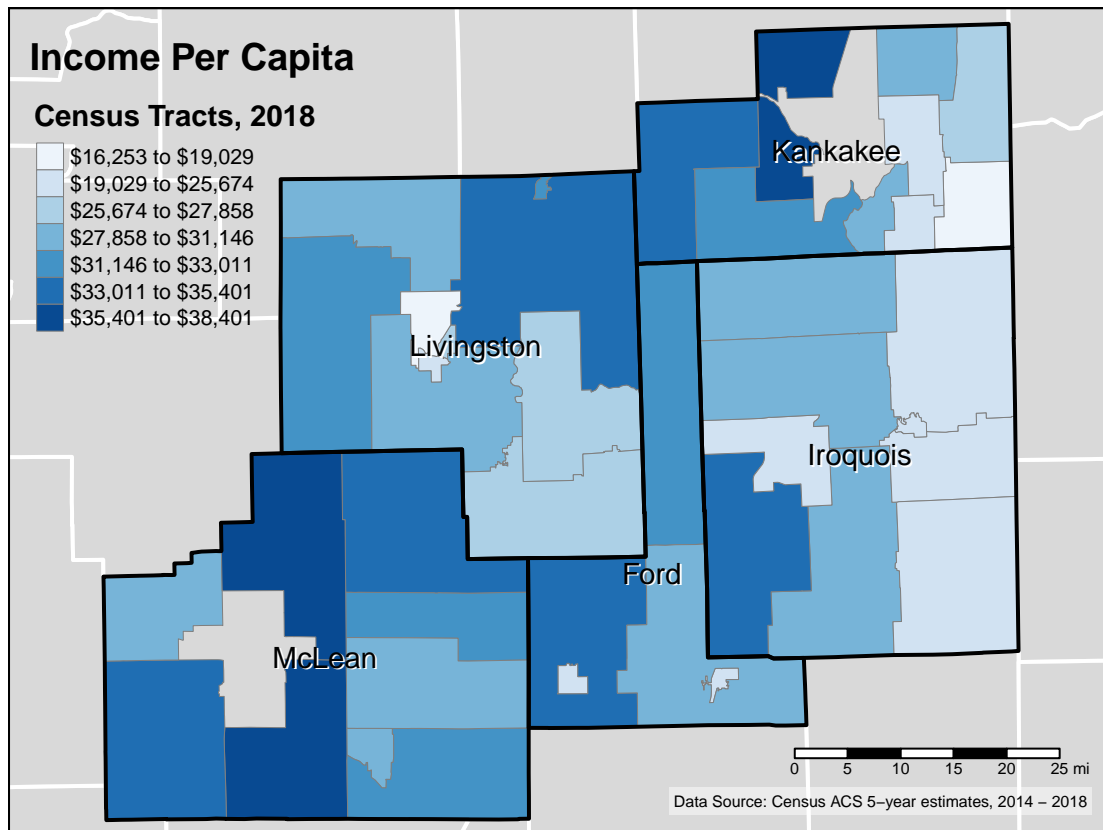 Income Per Capita
Census Tracts, 2018
$16,253 to $19,029
$19,029 to $25,674
$25,674 to $27,858
$27,858 to $31,146
$31,146 to $33,011
$33,011 to $35,401
$35,401 to $38,401
Kankakee
Livingston
Iroquois
Ford
McLean
0 5 10 15 20 25 mi
Data Source: Census ACS 5−year estimates, 2014 − 2018